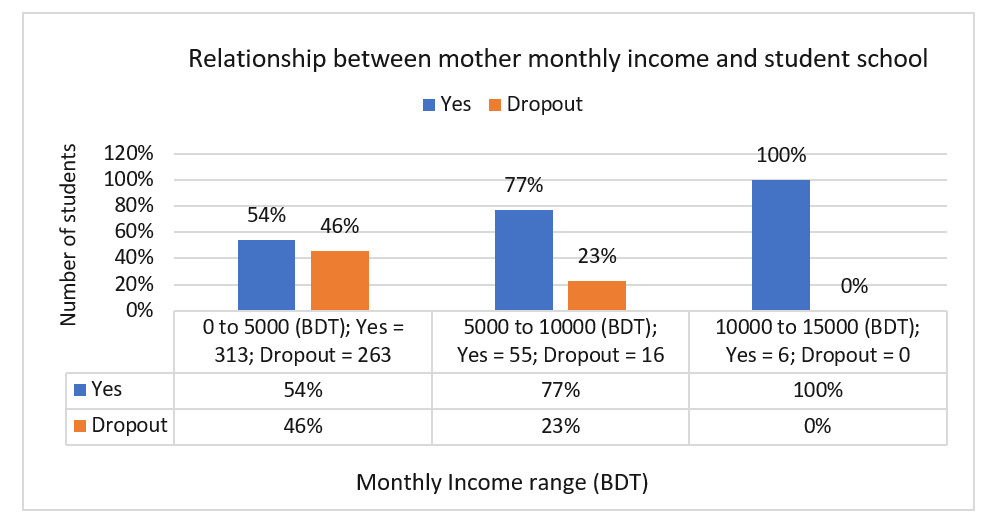 Relationship between mother monthly income and student school
Yes Dropout
Number of students
120%
100%
80%
60%
40%
20%
0%
54%
46%
77%
23%
100%
0%
0 to 5000 (BDT); Yes =
313; Dropout = 263
5000 to 10000 (BDT);
Yes = 55; Dropout = 16
10000 to 15000 (BDT);
Yes = 6; Dropout = 0
Yes 54% 77% 100%
Dropout 46% 23% 0%
Monthly Income range (BDT)